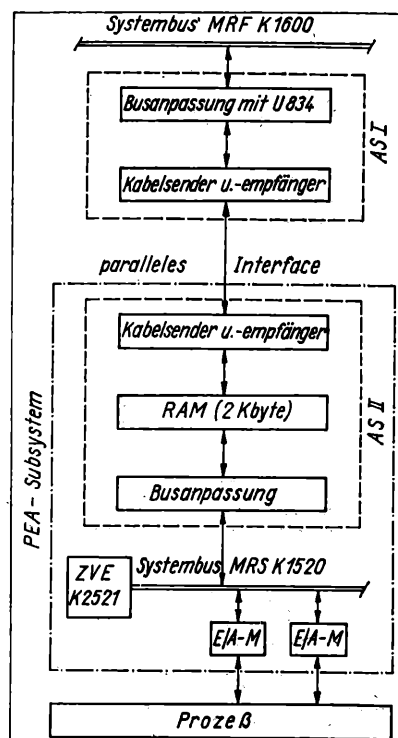 Systembus MRF K1600
Busanpassung mit U834
Kabelsender u.-empfänger
AS I
paralleles Interface
Kabelsender u.-empfänger
RAM (2 Kbyte)
Busanpassung
AS II
PEA-Subsystem
ZVE
K2521
Systembus MRS K1520
E/A-M
E/A-M
Prozeß